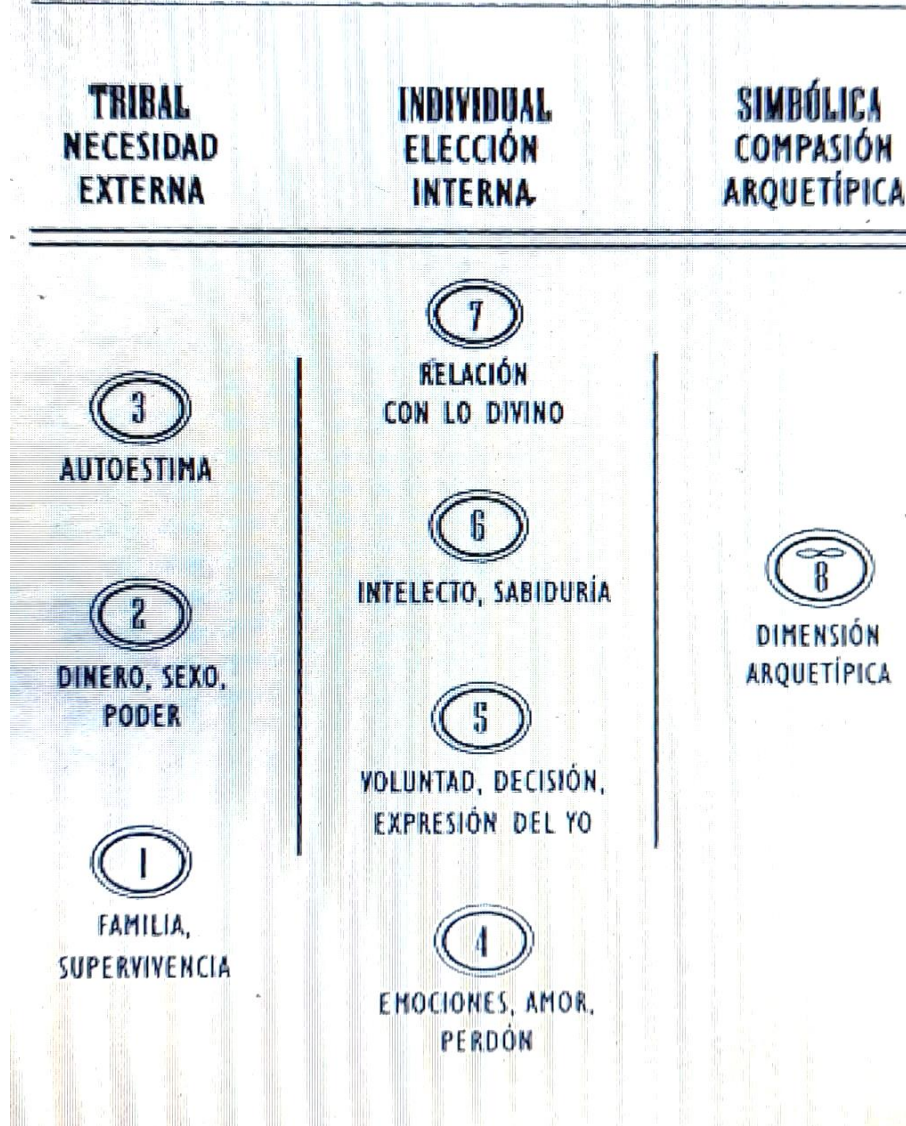 TRIBAL
NECESIDAD
EXTERNA
INDIVIDUAL
ELECCIÓN
INTERNA
SIMBÓLICA
COMPASIÓN
ARQUETÍPICA
3
AUTOESTIMA
2
DINERO, SEXO,
PODER
1
FAMILIA,
SUPERVIVENCIA
7
RELACIÓN
CON LO DIVINO
6
INTELECTO, SABIDURÍA
5
VOLUNTAD, DECISIÓN,
EXPRESIÓN DEL YO
4
EMOCIONES, AMOR,
PERDÓN
8
DIMENSIÓN
ARQUETÍPICA